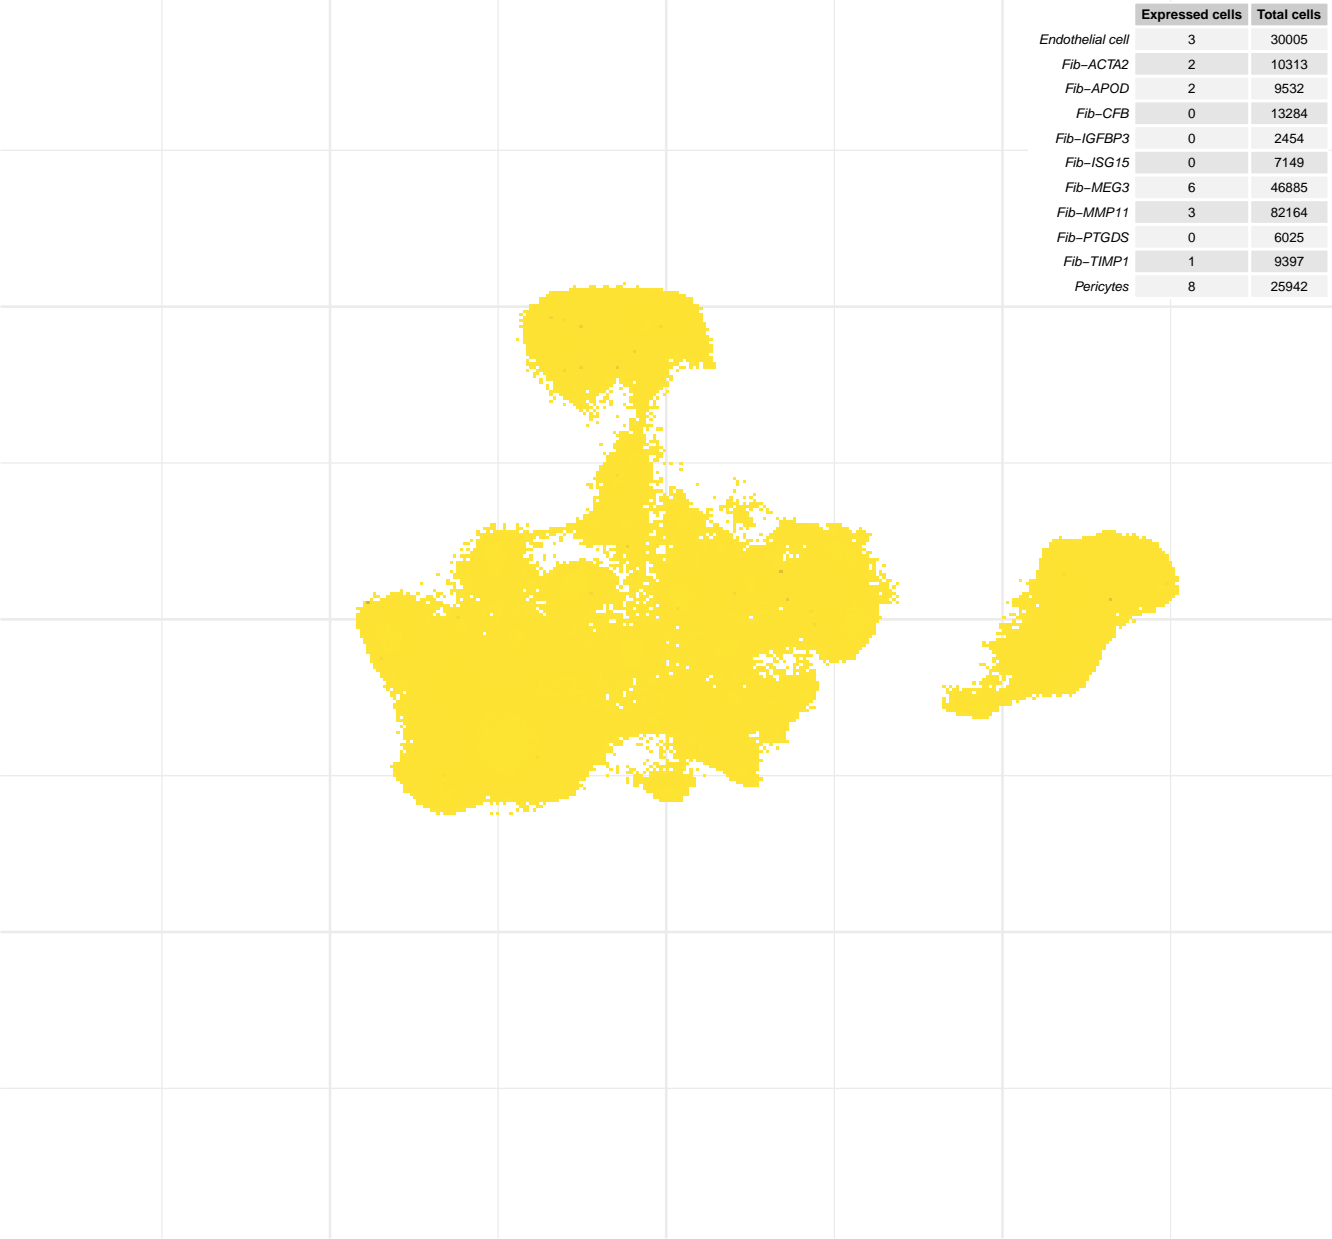 Expressed cells Total cells
Endothelial cell 3 30005
Fib−ACTA2 2 10313
Fib−APOD 2 9532
Fib−CFB 0 13284
Fib−IGFBP3 0 2454
Fib−ISG15 0 7149
Fib−MEG3 6 46885
Fib−MMP11 3 82164
Fib−PTGDS 0 6025
Fib−TIMP1 1 9397
Pericytes 8 25942